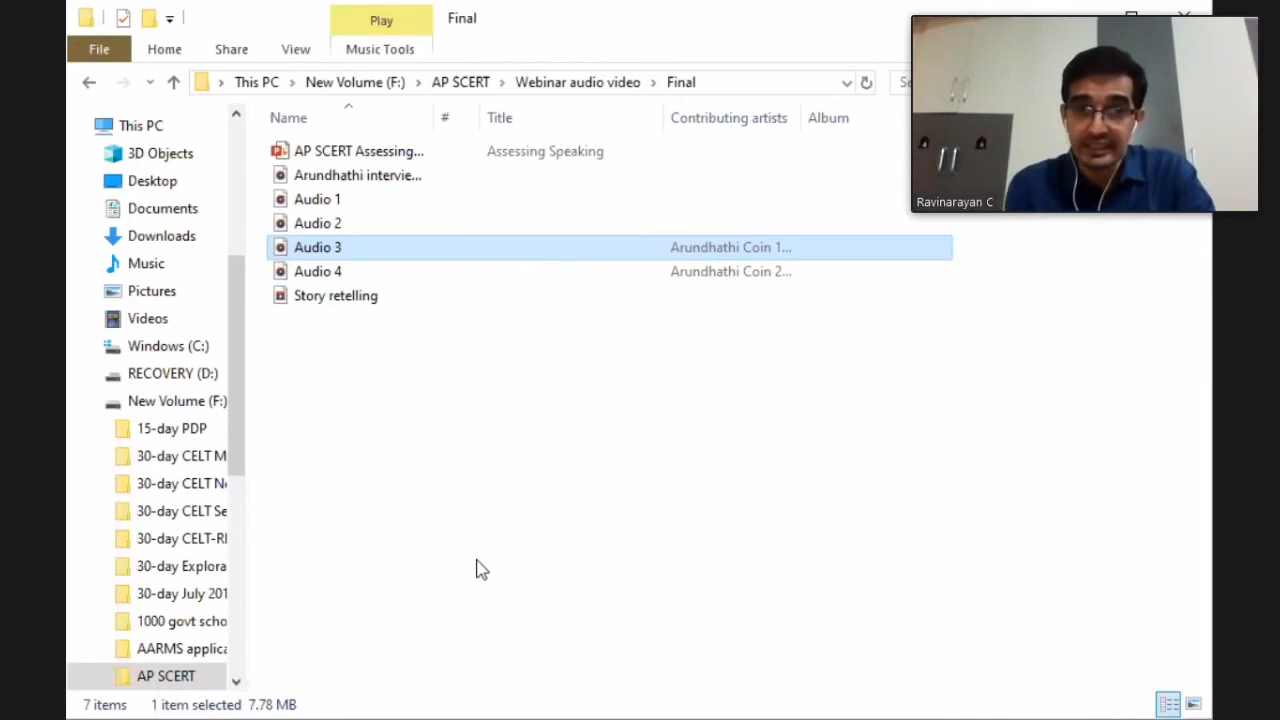 Play
Final
File
Home
Share
View
Music Tools
This PC
New Volume (F:)
AP SCERT
Webinar audio video
Final
Name
#
Title
Contributing artists
Album
This PC
3D Objects
Desktop
Documents
Downloads
Music
Pictures
Videos
Windows (C:)
RECOVERY (D:)
New Volume (F:)
15-day PDP
30-day CELT M
30-day CELT Ne
30-day CELT Se
30-day CELT-RI
30-day Explora
30-day July 201
1000 govt scho
AARMS applica
AP SCERT
AP SCERT Assessing... Assessing Speaking
Arundhathi intervie...
Audio 1
Audio 2
Audio 3 Arundhathi Coin 1...
Audio 4 Arundhathi Coin 2...
Story retelling
Ravinarayan C
7 items 1 item selected 7.78 MB